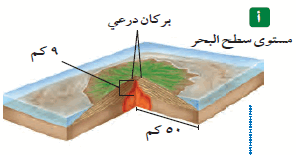 أ
بركان درعي
مستوى سطح البحر
٩ كم
٥٠ كم